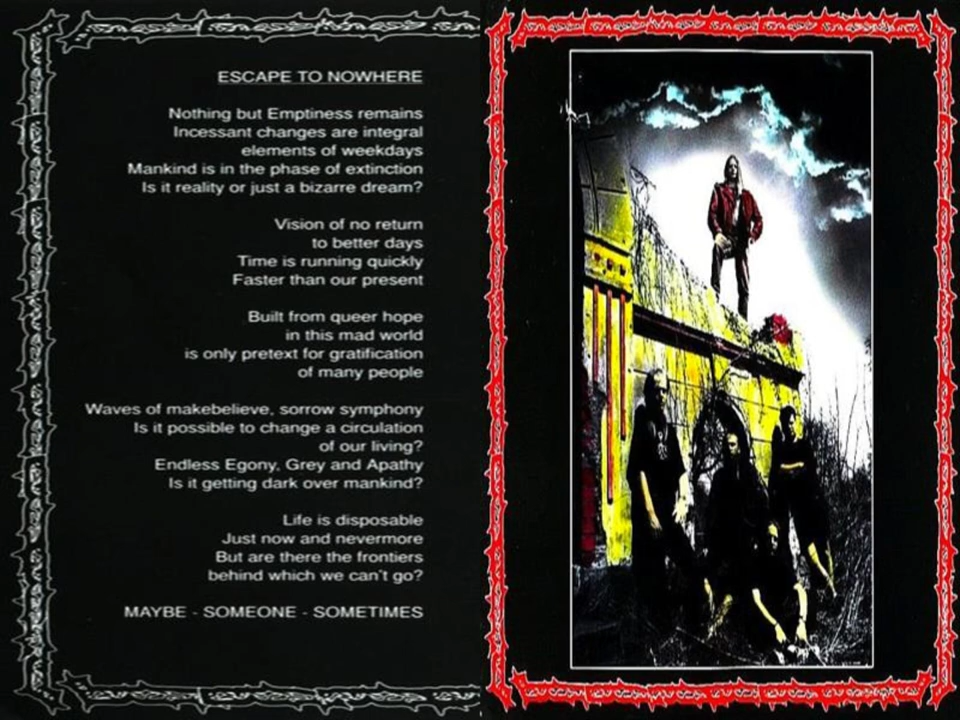 ESCAPE TO NOWHERE
Nothing but Emptiness remains
Incessant changes are integral
elements of weekdays
Mankind is in the phase of extinction
Is it reality or just a bizarre dream?
Vision of no return
to better days
Time is running quickly
Faster than our present
Built from queer hope
in this mad world
is only pretext for gratification
of many people
Waves of makebelieve, sorrow symphony
Is it possible to change a circulation
of our living?
Endless Egony, Grey and Apathy
Is it getting dark over mankind?
Life is disposable
Just now and nevermore
But are there the frontiers
behind which we can't go?
MAYBE - SOMEONE - SOMETIMES